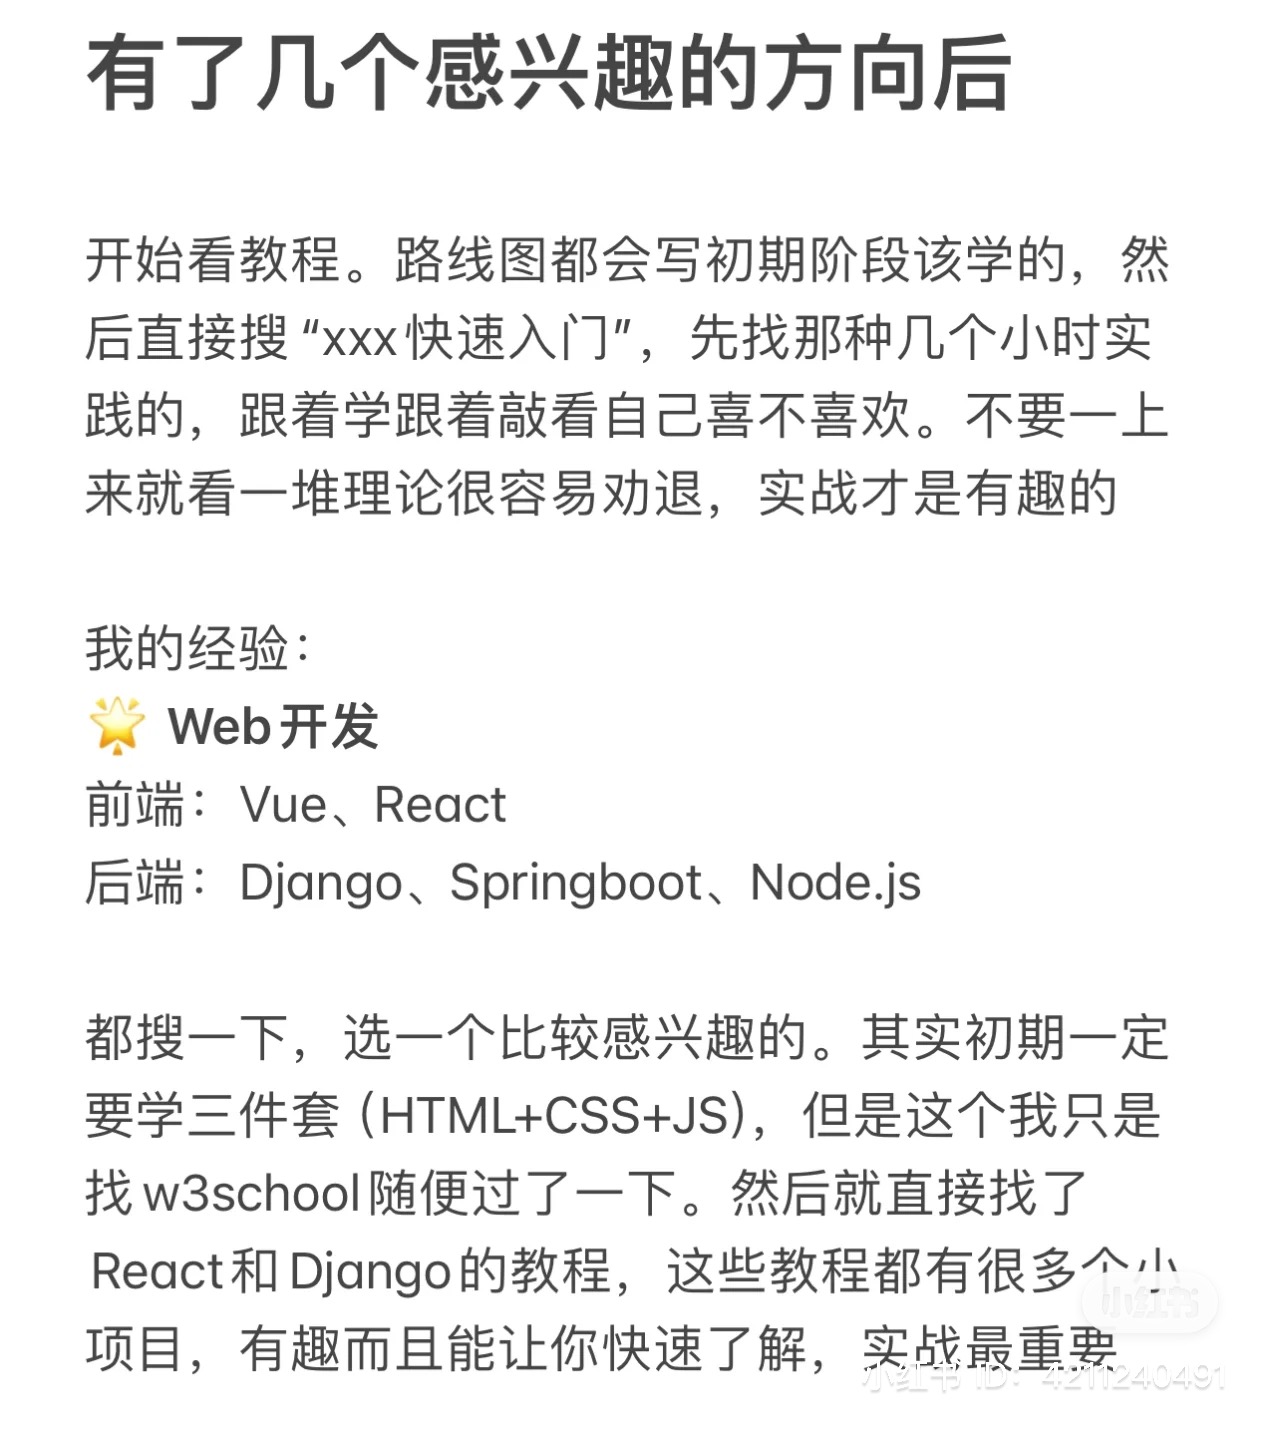 有了几个感兴趣的方向后
开始看教程。路线图都会写初期阶段该学的，然
后直接搜“xxx快速入门”，先找那种几个小时实
践的，跟着学跟着敲看自己喜不喜欢。不要一上
来就看一堆理论很容易劝退，实战才是有趣的
我的经验：
🌟 Web开发
前端：Vue、React
后端：Django、Springboot、Node.js
都搜一下，选一个比较感兴趣的。其实初期一定
要学三件套（HTML+CSS+JS），但是这个我只是
找w3school随便过了一下。然后就直接找了
React和Django的教程，这些教程都有很多个小
项目，有趣而且能让你快速了解，实战最重要
小红书
小红书 ID：4211240491